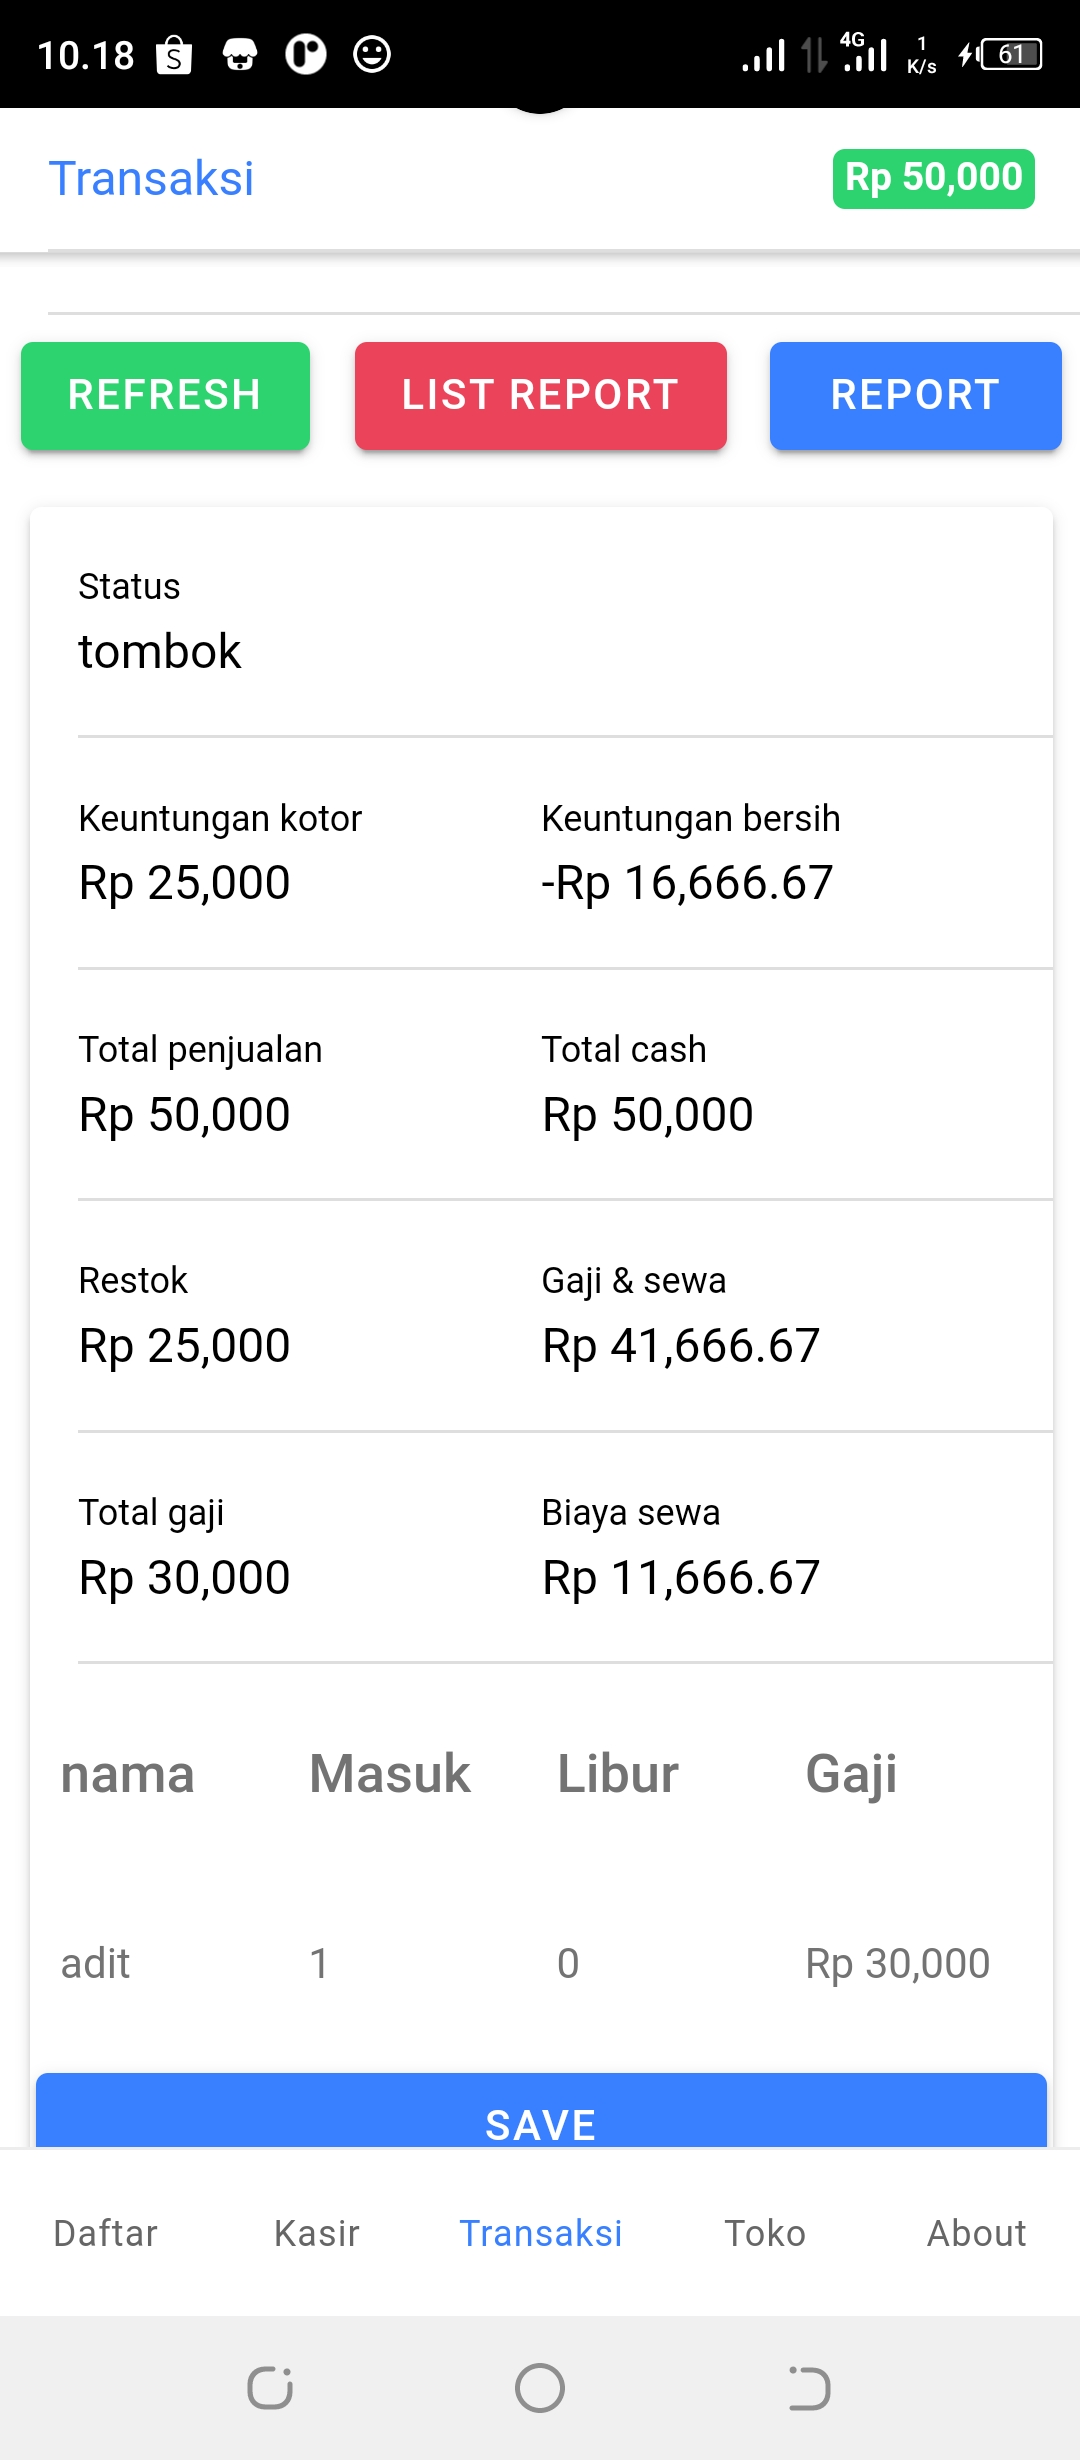 10.18 4G 1 K/s 61
Transaksi Rp 50,000
REFRESH LIST REPORT REPORT
Status
tombok
Keuntungan kotor Keuntungan bersih
Rp 25,000 -Rp 16,666.67
Total penjualan Total cash
Rp 50,000 Rp 50,000
Restok Gaji & sewa
Rp 25,000 Rp 41,666.67
Total gaji Biaya sewa
Rp 30,000 Rp 11,666.67
nama Masuk Libur Gaji
adit 1 0 Rp 30,000
SAVE
Daftar Kasir Transaksi Toko About